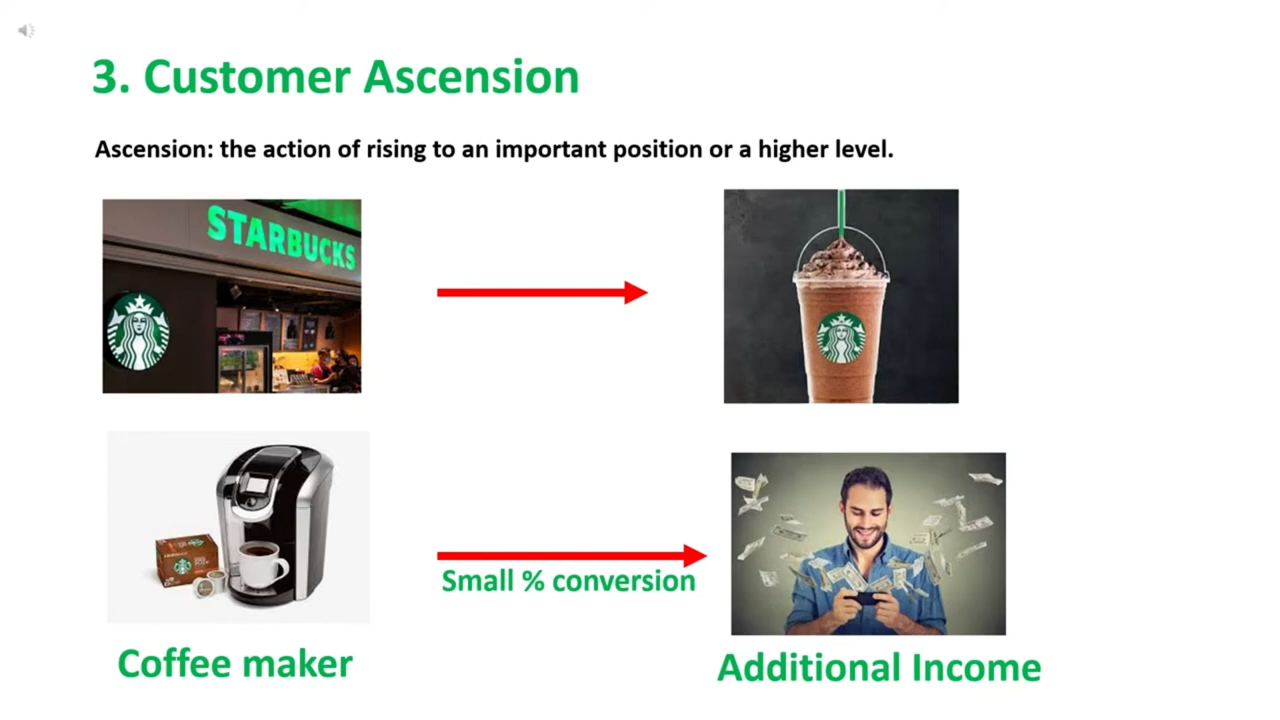 3. Customer Ascension
Ascension: the action of rising to an important position or a higher level.
STARBUCKS
Small % conversion
Coffee maker
Additional Income